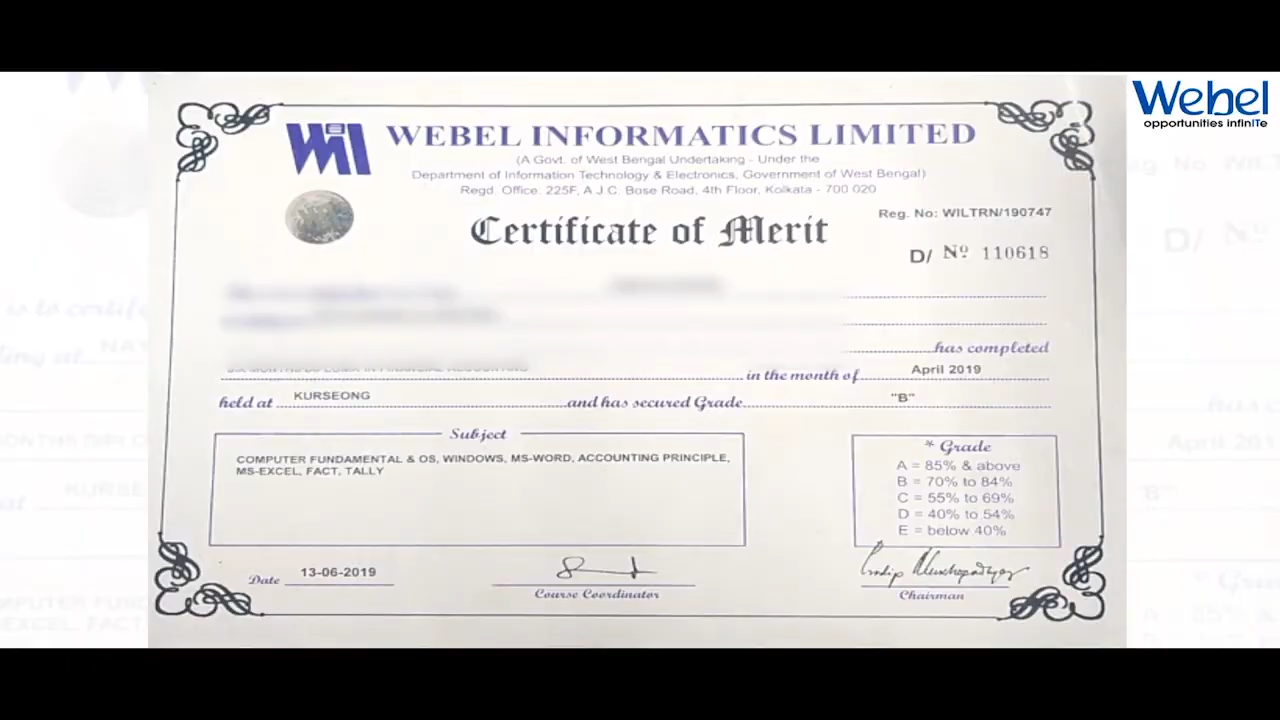 Webel
opportunities infinITe
WIL WEBEL INFORMATICS LIMITED
(A Govt. of West Bengal Undertaking - Under the
Department of Information Technology & Electronics, Government of West Bengal)
Regd. Office. 225F, A J.C. Bose Road, 4th Floor, Kolkata - 700 020
Reg. No: WILTRN/190747
Certificate of Merit
D/ No 110618
has completed
in the month of April 2019
held at KURSEONG and has secured Grade "B"
Subject
COMPUTER FUNDAMENTAL & OS, WINDOWS, MS-WORD, ACCOUNTING PRINCIPLE,
MS-EXCEL, FACT, TALLY
* Grade
A = 85% & above
B = 70% to 84%
C = 55% to 69%
D = 40% to 54%
E = below 40%
Date 13-06-2019
Course Coordinator
Chairman